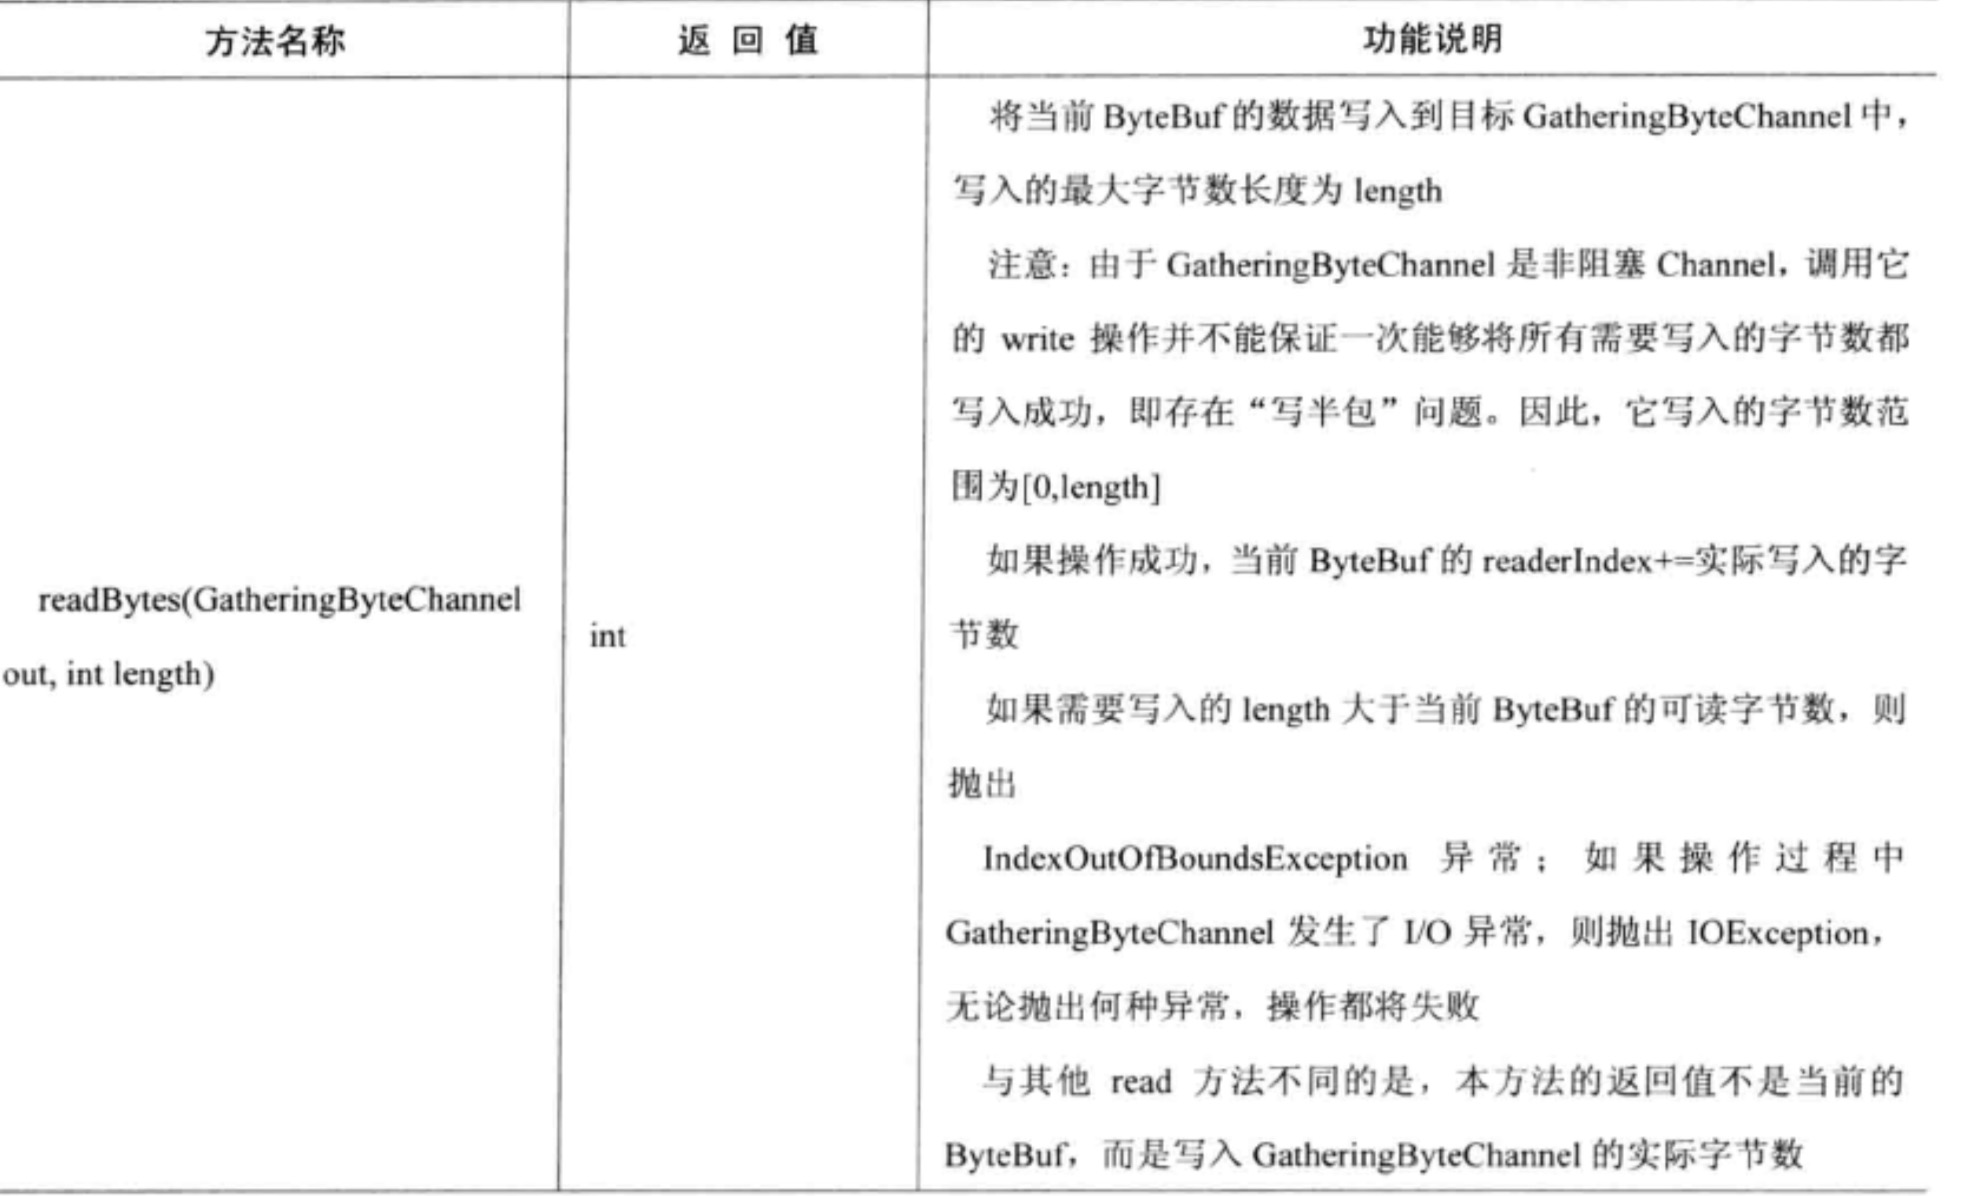 方法名称 返回值 功能说明
将当前 ByteBuf 的数据写入到目标 GatheringByteChannel 中，
写入的最大字节数长度为 length
注意：由于 GatheringByteChannel 是非阻塞 Channel，调用它
的 write 操作并不能保证一次能够将所有需要写入的字节数都
写入成功，即存在“写半包”问题。因此，它写入的字节数范
围为[0,length]
如果操作成功，当前 ByteBuf 的 readerIndex+=实际写入的字
节数
如果需要写入的 length 大于当前 ByteBuf 的可读字节数，则
抛出
IndexOutOfBoundsException 异常；如果操作过程中
GatheringByteChannel 发生了 I/O 异常，则抛出 IOException，
无论抛出何种异常，操作都将失败
与其他 read 方法不同的是，本方法的返回值不是当前的
ByteBuf，而是写入 GatheringByteChannel 的实际字节数
readBytes(GatheringByteChannel
out, int length)
int